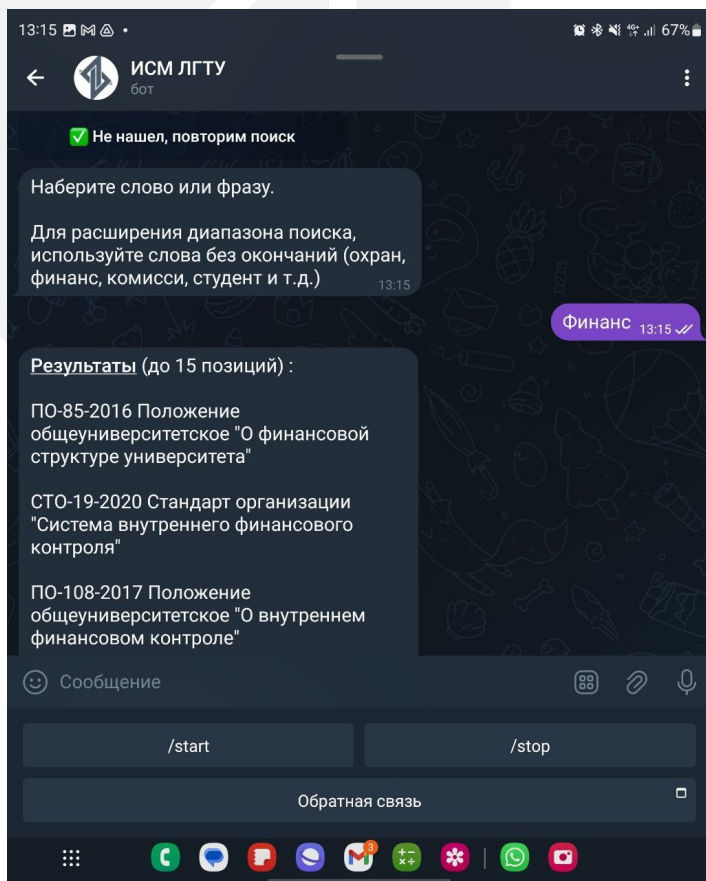 13:15
4G+
67%
ИСМ ЛГТУ
бот
✅ Не нашел, повторим поиск
Наберите слово или фразу.
Для расширения диапазона поиска,
используйте слова без окончаний (охран,
финанс, комисси, студент и т.д.)
13:15
Финанс 13:15
Результаты (до 15 позиций) :
ПО-85-2016 Положение
общеуниверситетское "О финансовой
структуре университета"
СТО-19-2020 Стандарт организации
"Система внутреннего финансового
контроля"
ПО-108-2017 Положение
общеуниверситетское "О внутреннем
финансовом контроле"
Сообщение
/start
/stop
Обратная связь
3